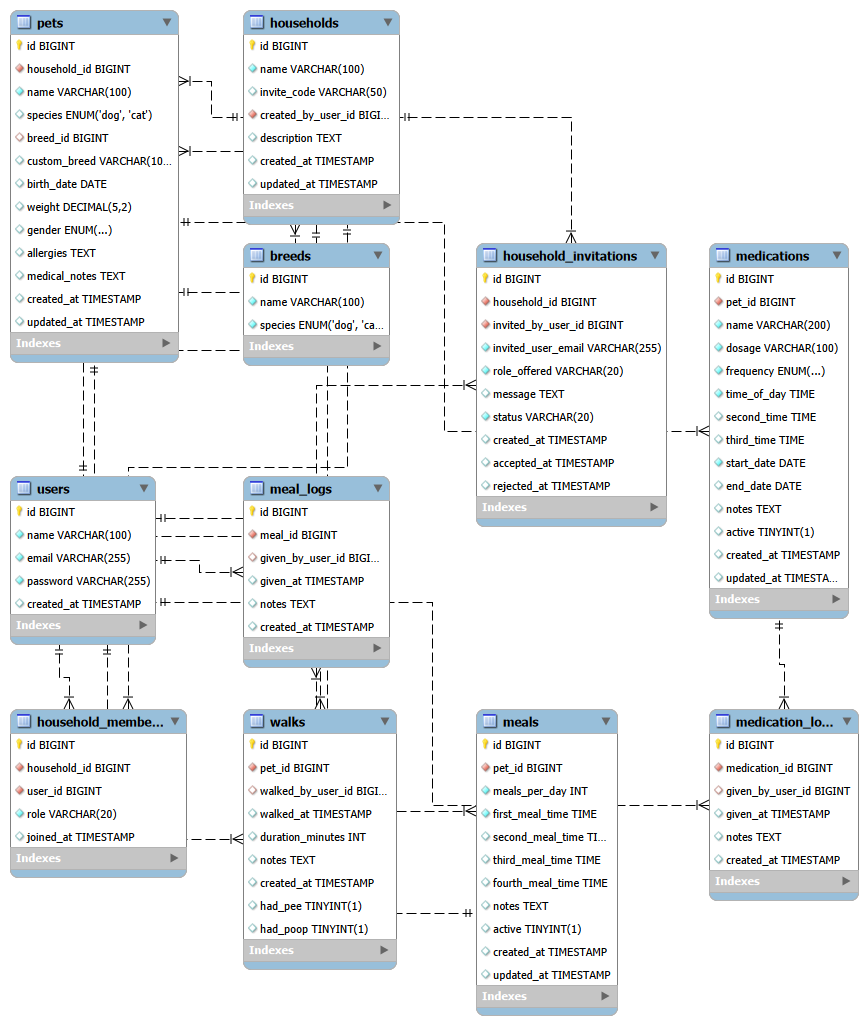 pets
id BIGINT
household_id BIGINT
name VARCHAR(100)
species ENUM('dog', 'cat')
breed_id BIGINT
custom_breed VARCHAR(10...
birth_date DATE
weight DECIMAL(5,2)
gender ENUM(...)
allergies TEXT
medical_notes TEXT
created_at TIMESTAMP
updated_at TIMESTAMP
Indexes
households
id BIGINT
name VARCHAR(100)
invite_code VARCHAR(50)
created_by_user_id BIGI...
description TEXT
created_at TIMESTAMP
updated_at TIMESTAMP
Indexes
breeds
id BIGINT
name VARCHAR(100)
species ENUM('dog', 'ca...
Indexes
household_invitations
id BIGINT
household_id BIGINT
invited_by_user_id BIGINT
invited_user_email VARCHAR(255)
role_offered VARCHAR(20)
message TEXT
status VARCHAR(20)
created_at TIMESTAMP
accepted_at TIMESTAMP
rejected_at TIMESTAMP
Indexes
medications
id BIGINT
pet_id BIGINT
name VARCHAR(200)
dosage VARCHAR(100)
frequency ENUM(...)
time_of_day TIME
second_time TIME
third_time TIME
start_date DATE
end_date DATE
notes TEXT
active TINYINT(1)
created_at TIMESTAMP
updated_at TIMESTA...
Indexes
users
id BIGINT
name VARCHAR(100)
email VARCHAR(255)
password VARCHAR(255)
created_at TIMESTAMP
Indexes
meal_logs
id BIGINT
meal_id BIGINT
given_by_user_id BIGI...
given_at TIMESTAMP
notes TEXT
created_at TIMESTAMP
Indexes
household_membe...
id BIGINT
household_id BIGINT
user_id BIGINT
role VARCHAR(20)
joined_at TIMESTAMP
Indexes
walks
id BIGINT
pet_id BIGINT
walked_by_user_id BIGI...
walked_at TIMESTAMP
duration_minutes INT
notes TEXT
created_at TIMESTAMP
had_pee TINYINT(1)
had_poop TINYINT(1)
Indexes
meals
id BIGINT
pet_id BIGINT
meals_per_day INT
first_meal_time TIME
second_meal_time TI...
third_meal_time TIME
fourth_meal_time TIME
notes TEXT
active TINYINT(1)
created_at TIMESTAMP
updated_at TIMESTAMP
Indexes
medication_lo...
id BIGINT
medication_id BIGINT
given_by_user_id BIGINT
given_at TIMESTAMP
notes TEXT
created_at TIMESTAMP
Indexes